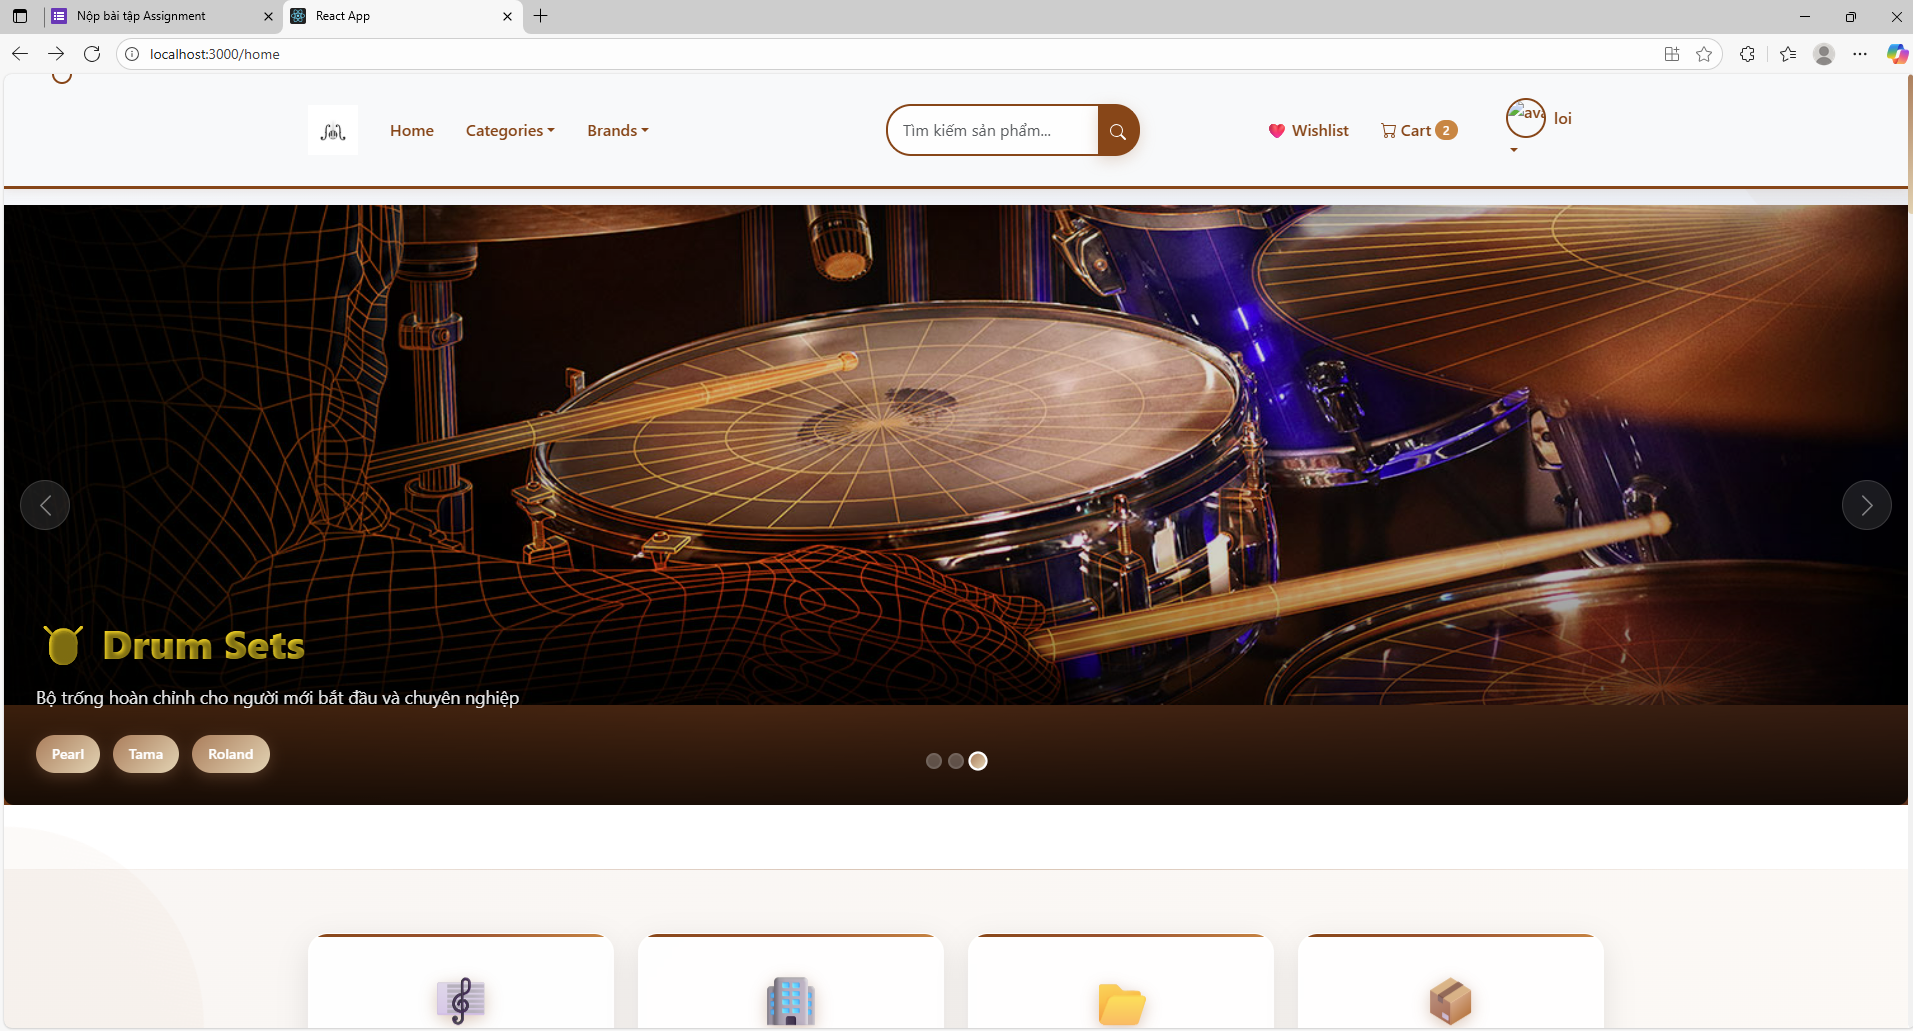 Nộp bài tập Assignment
React App
localhost:3000/home
Home
Categories
Brands
Tìm kiếm sản phẩm...
Wishlist
Cart 2
ava
loi
Drum Sets
Bộ trống hoàn chỉnh cho người mới bắt đầu và chuyên nghiệp
Pearl
Tama
Roland